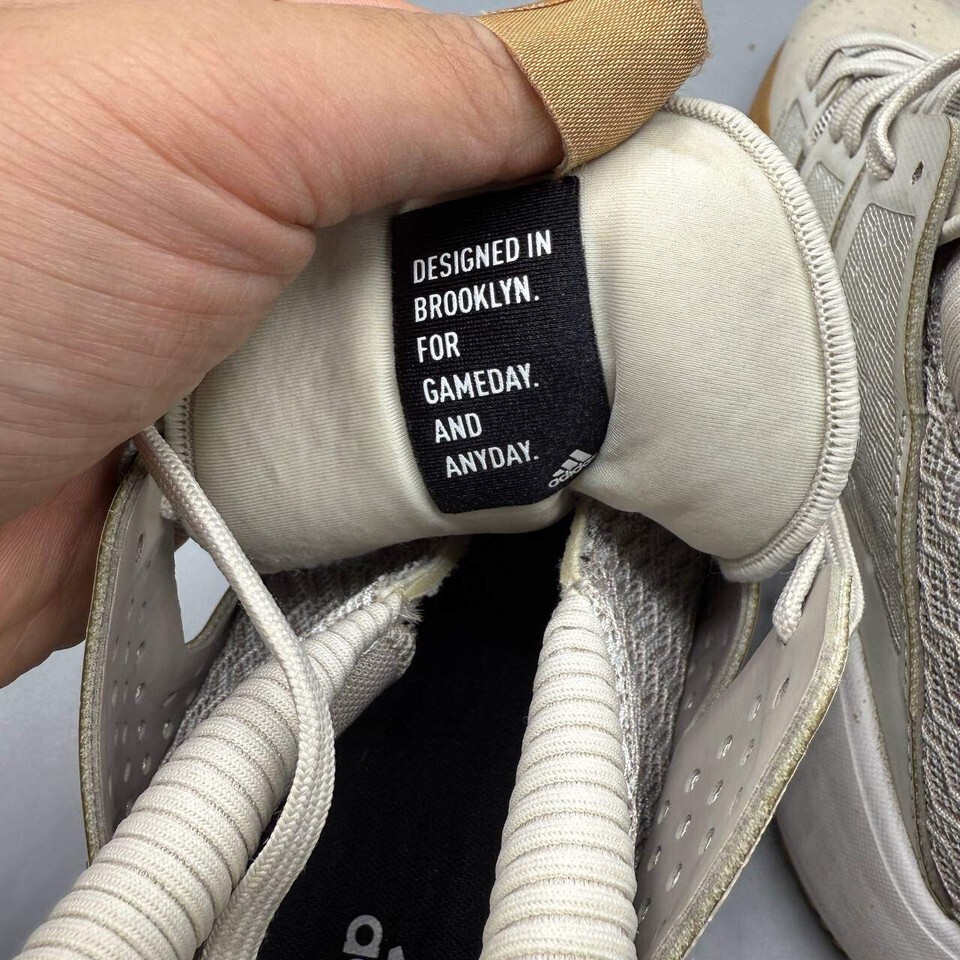 DESIGNED IN
BROOKLYN.
FOR
GAMEDAY.
AND
ANYDAY.
adidas